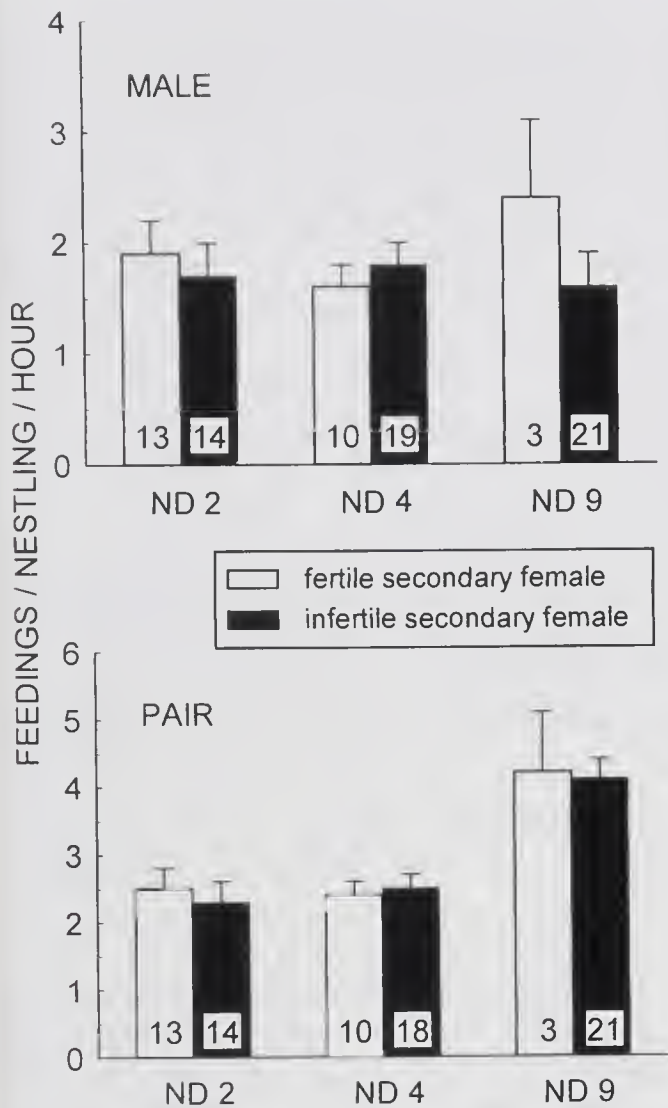 FEEDINGS / NESTLING / HOUR
4
MALE
3
2
1
13 14 10 19 3 21
0
ND 2 ND 4 ND 9
fertile secondary female
infertile secondary female
6
PAIR
5
4
3
2
1
13 14 10 18 3 21
0
ND 2 ND 4 ND 9